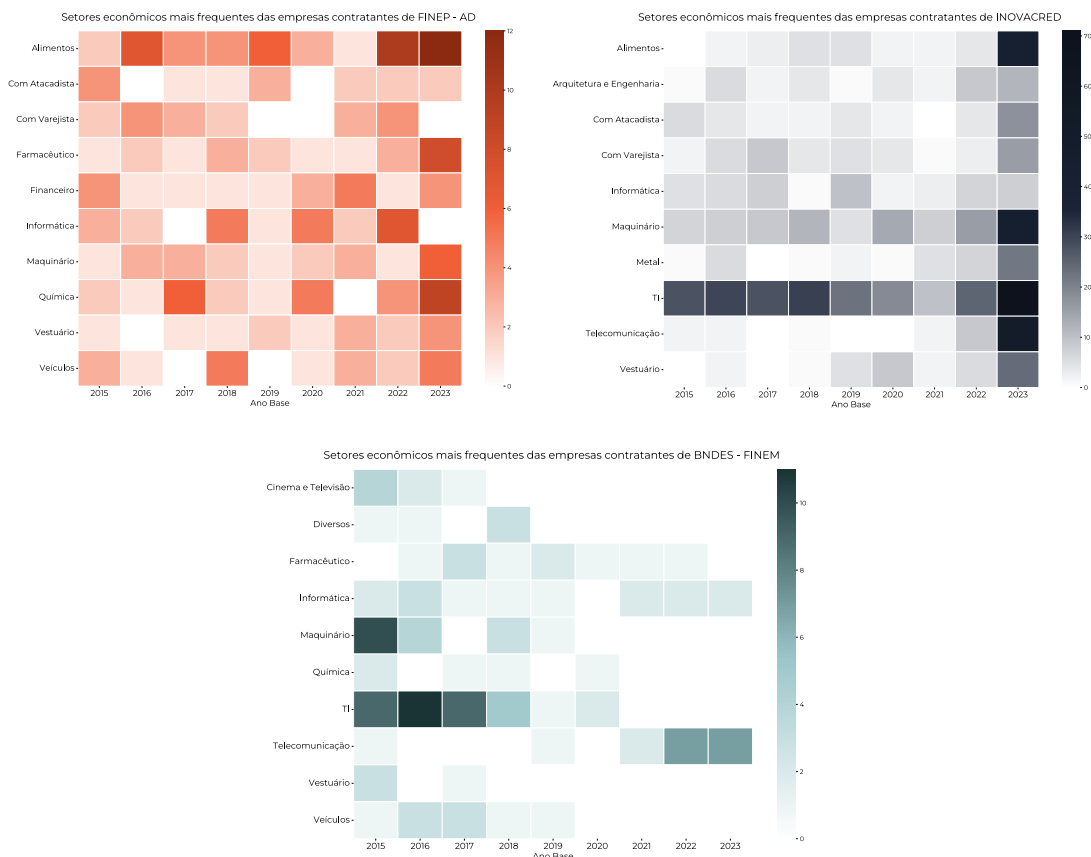 Setores econômicos mais frequentes das empresas contratantes de FINEP - AD
Alimentos
Com Atacadista
Com Varejista
Farmacêutico
Financeiro
Informática
Maquinário
Química
Vestuário
Veículos
2015 2016 2017 2018 2019 2020 2021 2022 2023
Ano Base
12
10
8
6
4
2
0
Setores econômicos mais frequentes das empresas contratantes de INOVACRED
Alimentos
Arquitetura e Engenharia
Com Atacadista
Com Varejista
Informática
Maquinário
Metal
TI
Telecomunicação
Vestuário
2015 2016 2017 2018 2019 2020 2021 2022 2023
Ano Base
70
60
50
40
30
20
10
0
Setores econômicos mais frequentes das empresas contratantes de BNDES - FINEM
Cinema e Televisão
Diversos
Farmacêutico
Informática
Maquinário
Química
TI
Telecomunicação
Vestuário
Veículos
2015 2016 2017 2018 2019 2020 2021 2022 2023
Ano Base
10
8
6
4
2
0